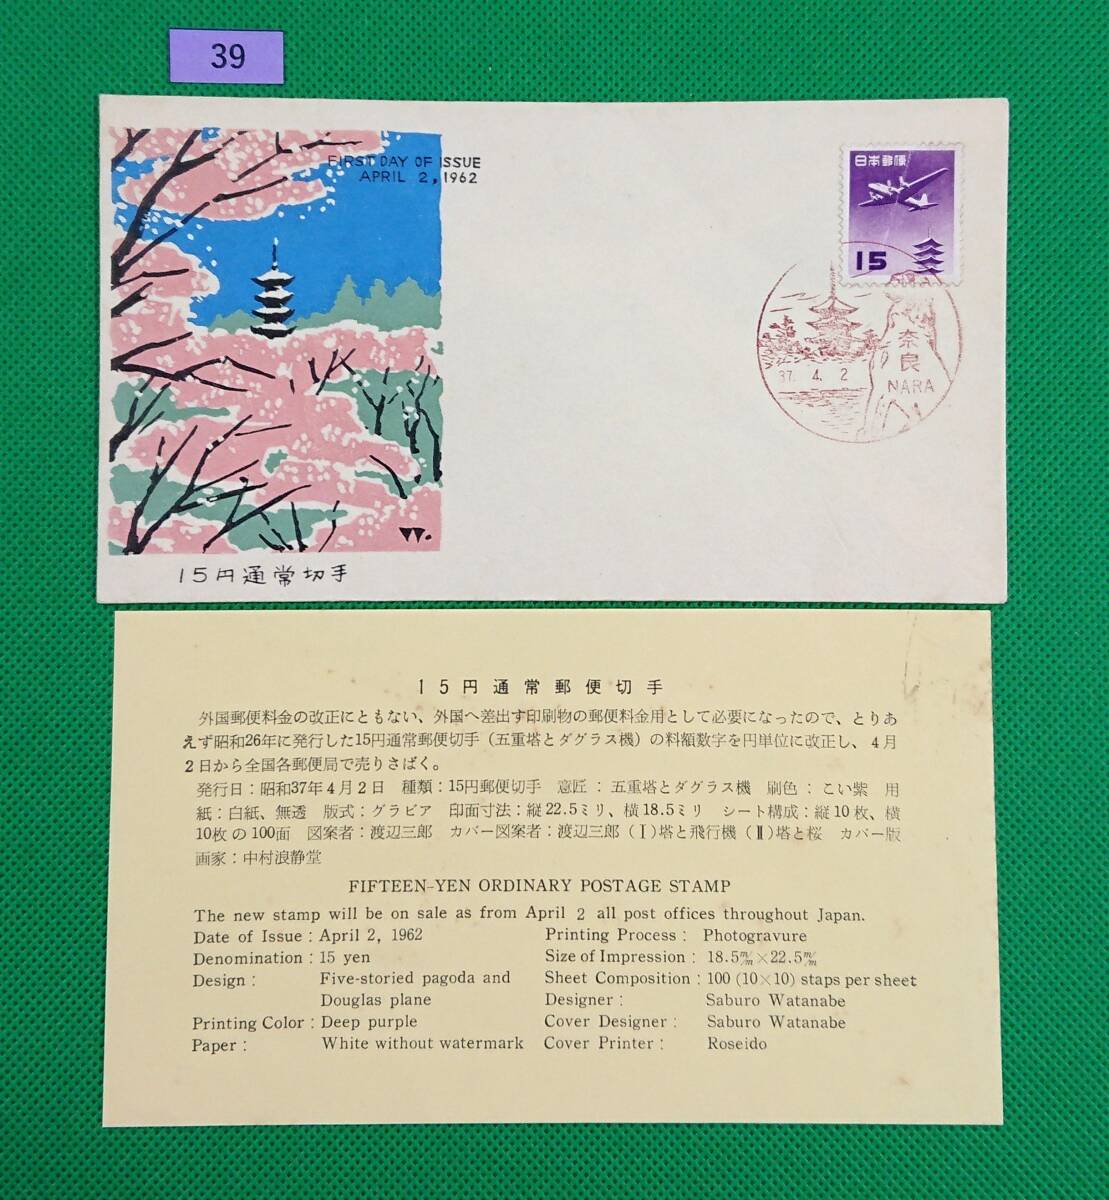 39
FIRST DAY OF ISSUE
APRIL 2, 1962
日本郵便
15
奈良
37. 4. 2
NARA
W.
15円通常切手
15円通常郵便切手
外国郵便料金の改正にともない、外国へ差出す印刷物の郵便料金用として必要になったので、とりあ
えず昭和26年に発行した15円通常郵便切手（五重塔とダグラス機）の料額数字を円単位に改正し、4月
2日から全国各郵便局で売りさばく。
発行日：昭和37年4月2日　種類：15円郵便切手　意匠：五重塔とダグラス機　刷色：こい紫　用
紙：白紙、無透　版式：グラビア　印面寸法：縦22.5ミリ、横18.5ミリ　シート構成：縦10枚、横
10枚の100面　図案者：渡辺三郎　カバー図案者：渡辺三郎（Ⅰ）塔と飛行機（Ⅱ）塔と桜　カバー版
画家：中村浪静堂
FIFTEEN-YEN ORDINARY POSTAGE STAMP
The new stamp will be on sale as from April 2 all post offices throughout Japan.
Date of Issue : April 2, 1962 Printing Process : Photogravure
Denomination : 15 yen Size of Impression : 18.5m/m×22.5m/m
Design : Five-storied pagoda and Sheet Composition : 100 (10×10) staps per sheet
Douglas plane Designer : Saburo Watanabe
Printing Color : Deep purple Cover Designer : Saburo Watanabe
Paper : White without watermark Cover Printer : Roseido